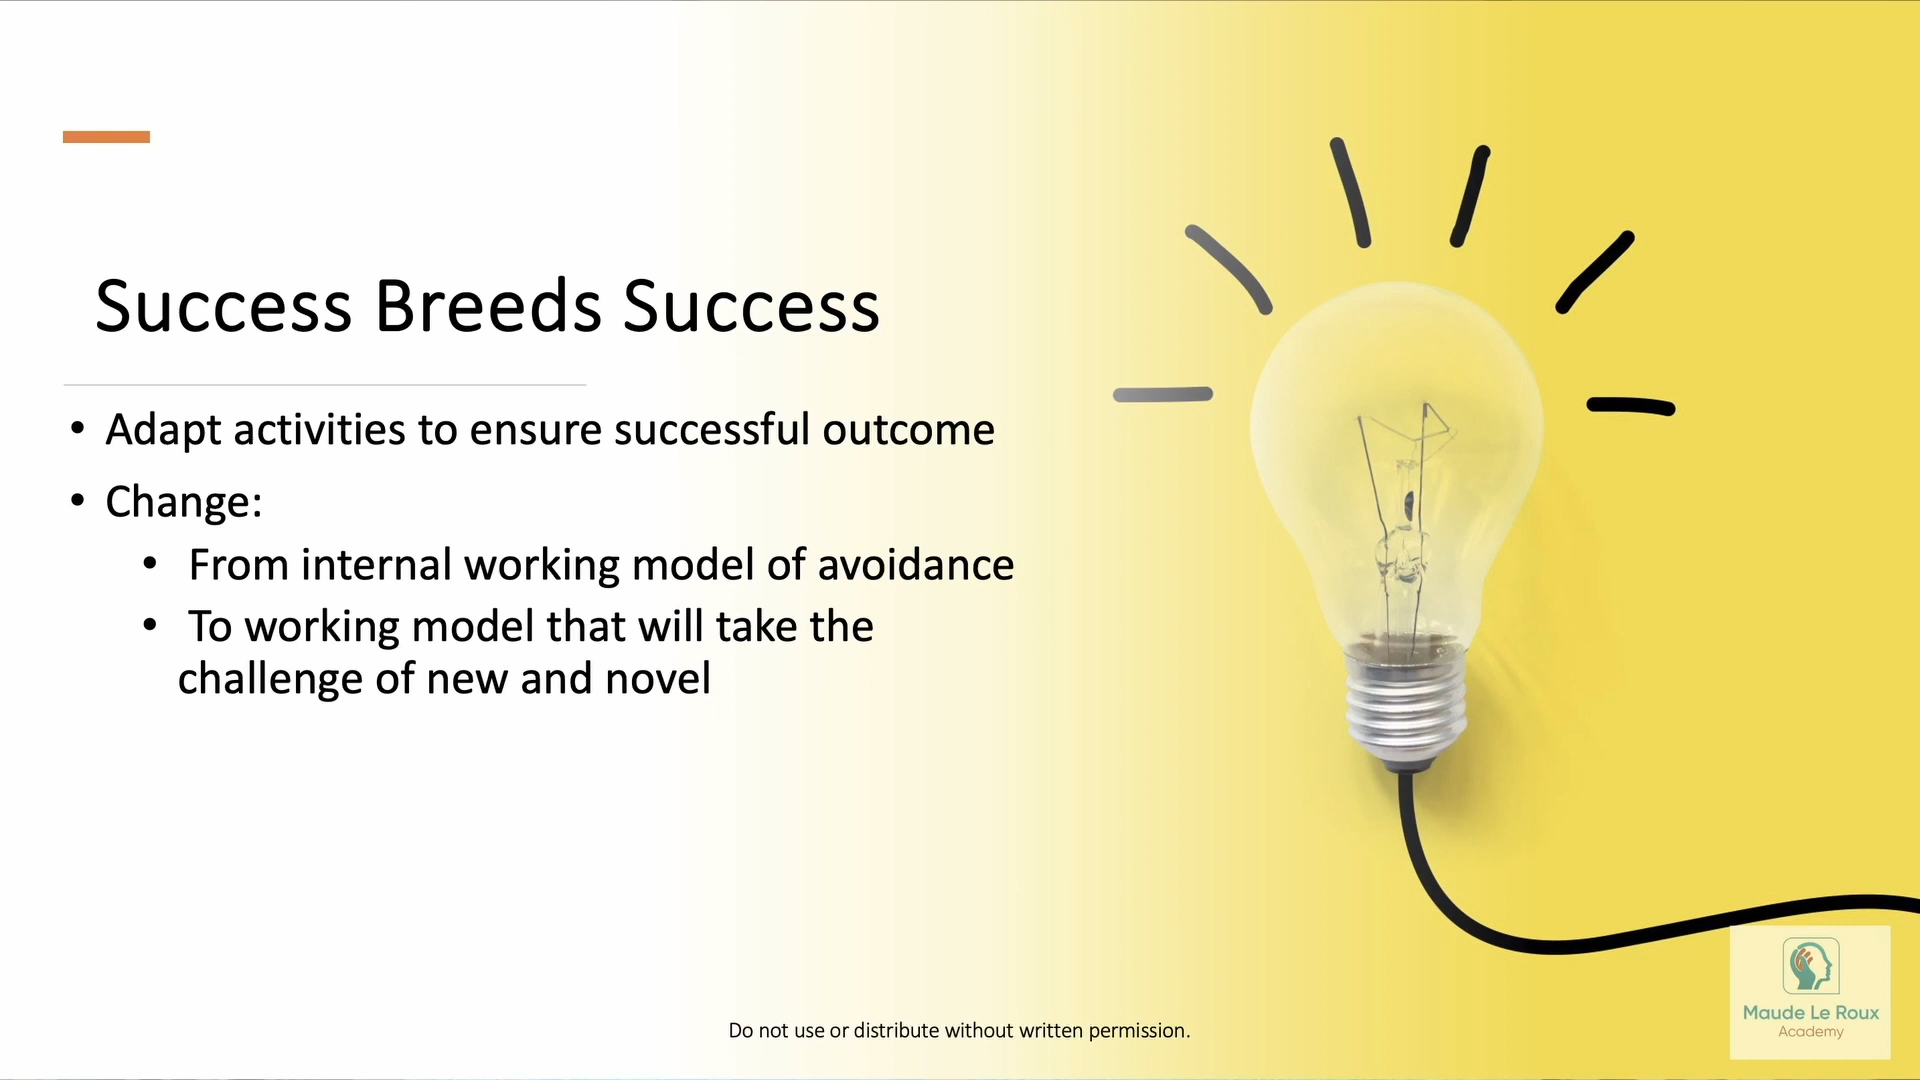 Success Breeds Success
• Adapt activities to ensure successful outcome
• Change:
• From internal working model of avoidance
• To working model that will take the
challenge of new and novel
Do not use or distribute without written permission.
Maude Le Roux
Academy